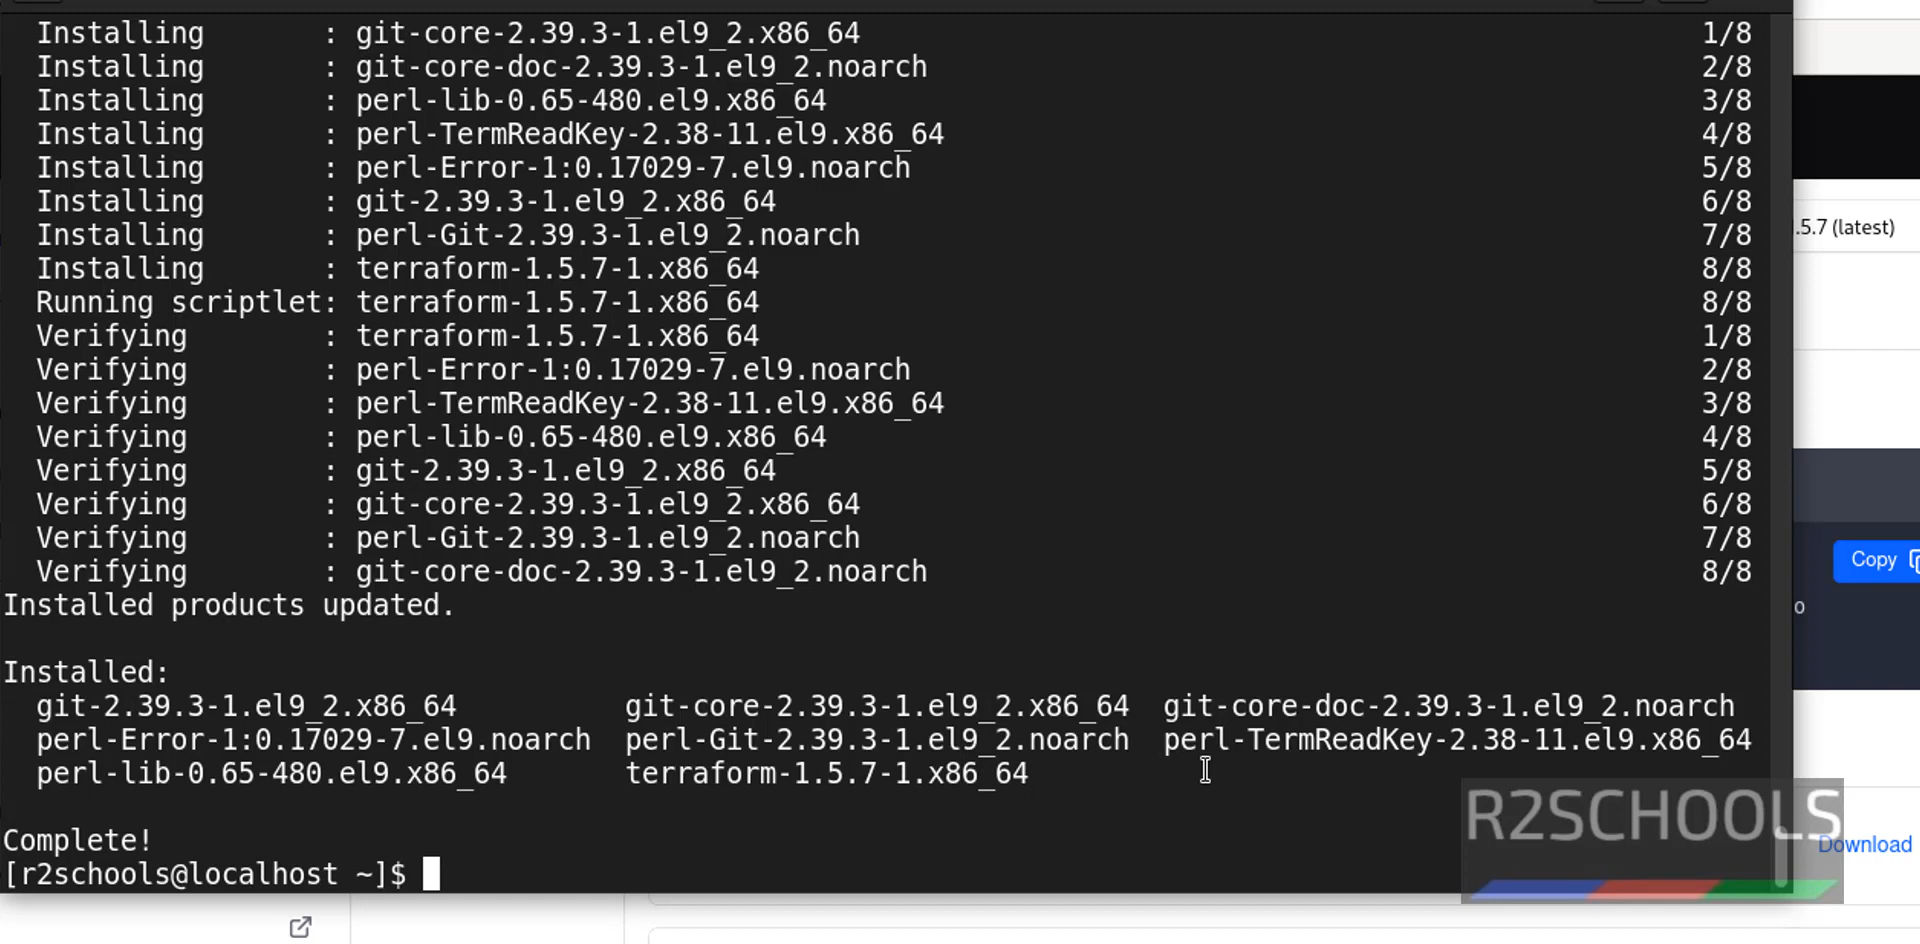 Installing       : git-core-2.39.3-1.el9_2.x86_64 1/8
Installing       : git-core-doc-2.39.3-1.el9_2.noarch 2/8
Installing       : perl-lib-0.65-480.el9.x86_64 3/8
Installing       : perl-TermReadKey-2.38-11.el9.x86_64 4/8
Installing       : perl-Error-1:0.17029-7.el9.noarch 5/8
Installing       : git-2.39.3-1.el9_2.x86_64 6/8
Installing       : perl-Git-2.39.3-1.el9_2.noarch 7/8
Installing       : terraform-1.5.7-1.x86_64 8/8
Running scriptlet: terraform-1.5.7-1.x86_64 8/8
Verifying        : terraform-1.5.7-1.x86_64 1/8
Verifying        : perl-Error-1:0.17029-7.el9.noarch 2/8
Verifying        : perl-TermReadKey-2.38-11.el9.x86_64 3/8
Verifying        : perl-lib-0.65-480.el9.x86_64 4/8
Verifying        : git-2.39.3-1.el9_2.x86_64 5/8
Verifying        : git-core-2.39.3-1.el9_2.x86_64 6/8
Verifying        : perl-Git-2.39.3-1.el9_2.noarch 7/8
Verifying        : git-core-doc-2.39.3-1.el9_2.noarch 8/8
Installed products updated.
Installed:
git-2.39.3-1.el9_2.x86_64 git-core-2.39.3-1.el9_2.x86_64 git-core-doc-2.39.3-1.el9_2.noarch
perl-Error-1:0.17029-7.el9.noarch perl-Git-2.39.3-1.el9_2.noarch perl-TermReadKey-2.38-11.el9.x86_64
perl-lib-0.65-480.el9.x86_64 terraform-1.5.7-1.x86_64
Complete!
[r2schools@localhost ~]$
.5.7 (latest)
Copy
o
R2SCHOOLS
Download